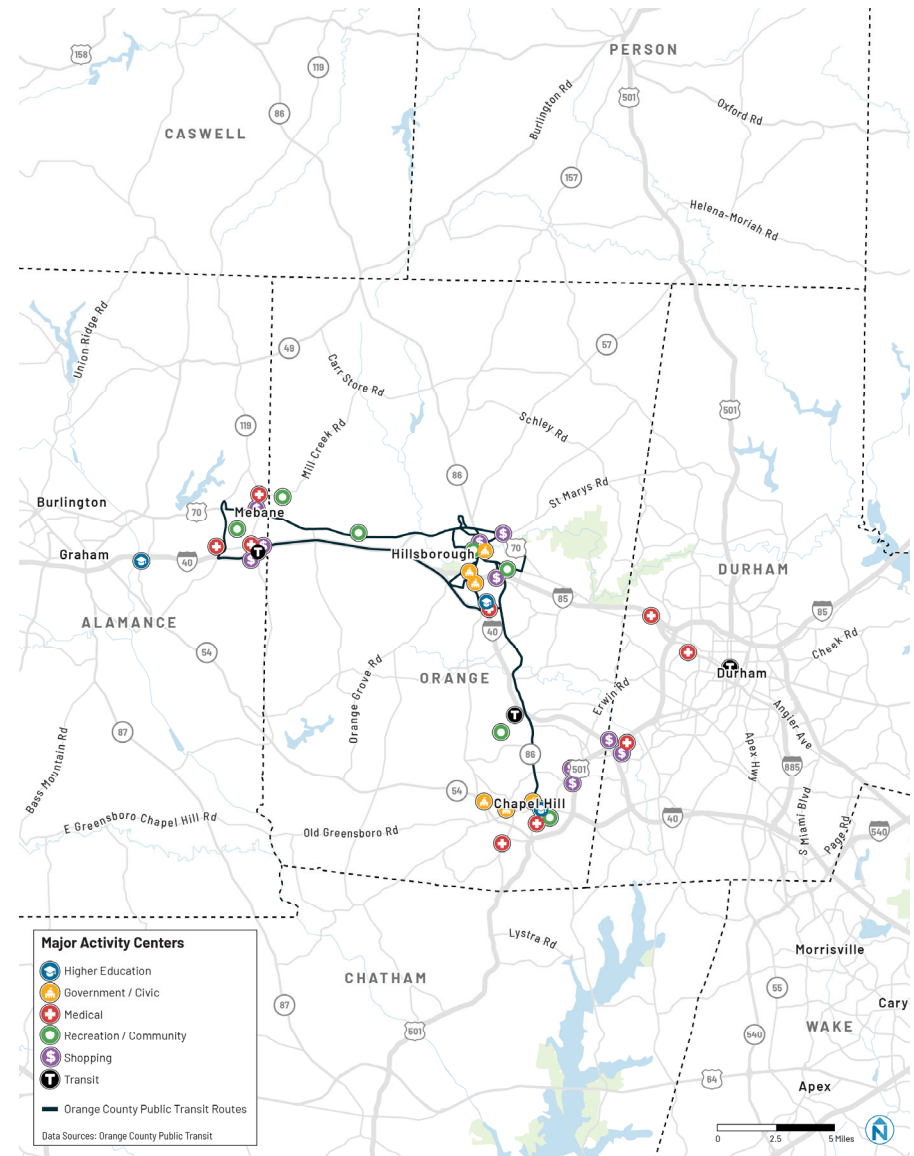 PERSON
158
119
501
Burlington Rd
Oxford Rd
86
CASWELL
157
Helena-Moriah Rd
Union Ridge Rd
49
57
Carr Store Rd
501
119
Mill Creek Rd
Schley Rd
86
St Marys Rd
Burlington
70
Mebane
Graham
40
Hillsborough
70
DURHAM
85
85
ALAMANCE
40
Cheek Rd
54
ORANGE
Durham
Orange Grove Rd
Erwin Rd
Angier Ave
87
Apex Hwy
86
501
885
Bass Mountain Rd
54
Chapel Hill
S Miami Blvd
E Greensboro Chapel Hill Rd
Old Greensboro Rd
40
Page Rd
540
Lystra Rd
Morrisville
CHATHAM
55
Cary
87
501
WAKE
540
64
Apex
Major Activity Centers
Higher Education
Government / Civic
Medical
Recreation / Community
Shopping
T Transit
Orange County Public Transit Routes
Data Sources: Orange County Public Transit
0 2.5 5 Miles
N